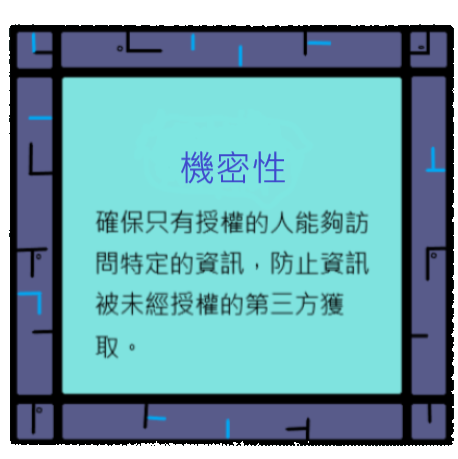 機密性
確保只有授權的人能夠訪
問特定的資訊，防止資訊
被未經授權的第三方獲
取。